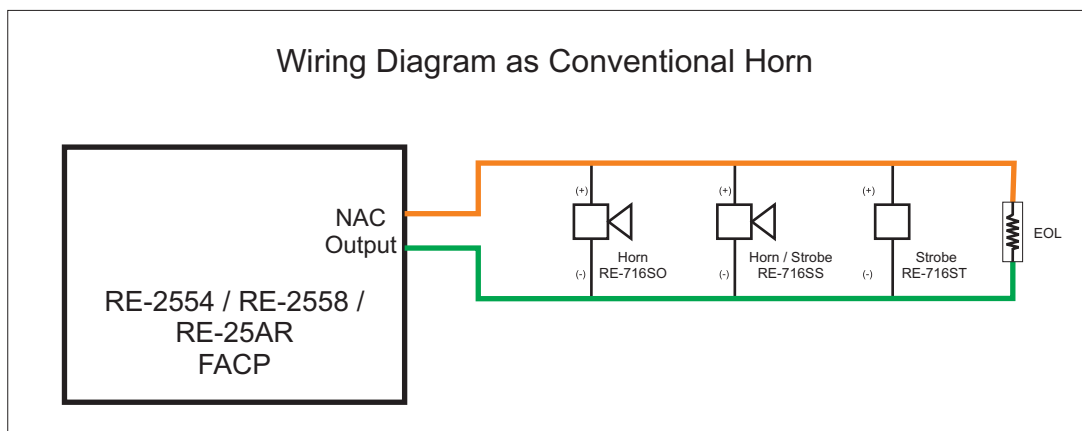 Wiring Diagram as Conventional Horn
NAC
Output
RE-2554 / RE-2558 /
RE-25AR
FACP
(+)
(-)
Horn
RE-716SO
(+)
(-)
Horn / Strobe
RE-716SS
(+)
(-)
Strobe
RE-716ST
EOL